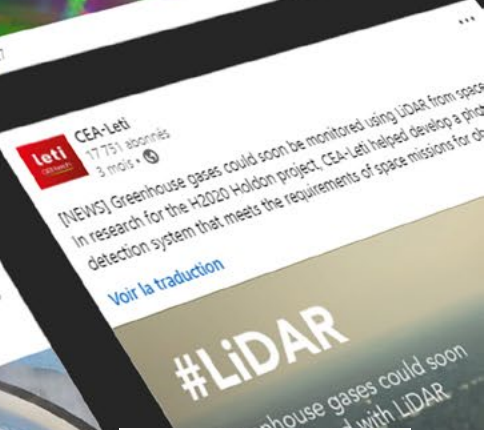 leti
CEA-Leti
17 751 abonnés
3 mois •
[NEWS] Greenhouse gases could soon be monitored using LiDAR from space
In research for the H2020 Holdon project, CEA-Leti helped develop a
detection system that meets the requirements of space missions for
Voir la traduction
#LiDAR
gases could soon
with LiDAR